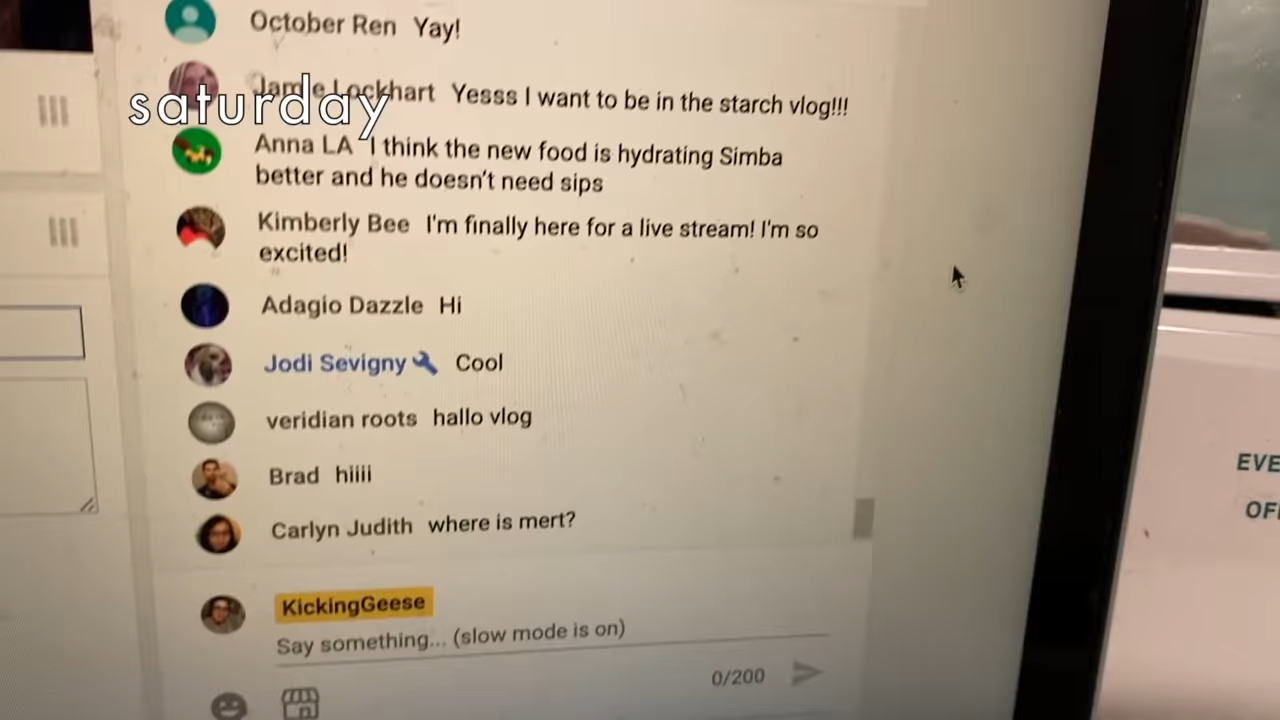 October Ren Yay!
Jamie Lockhart Yesss I want to be in the starch vlog!!!
saturday
Anna LA I think the new food is hydrating Simba
better and he doesn't need sips
Kimberly Bee I'm finally here for a live stream! I'm so
excited!
Adagio Dazzle Hi
Jodi Sevigny Cool
veridian roots hallo vlog
Brad hiiii
Carlyn Judith where is mert?
KickingGeese
Say something... (slow mode is on)
0/200
EVE
OF